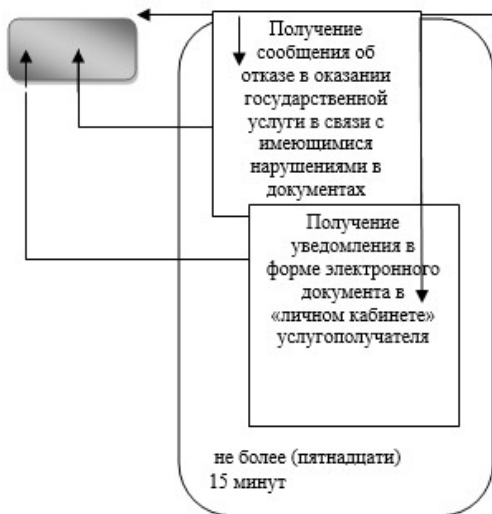 Получение
сообщения об
отказе в оказании
государственной
услуги в связи с
имеющимися
нарушениями в
документах
Получение
уведомления в
форме электронного
документа в
«личном кабинете»
услугополучателя
не более (пятнадцати)
15 минут